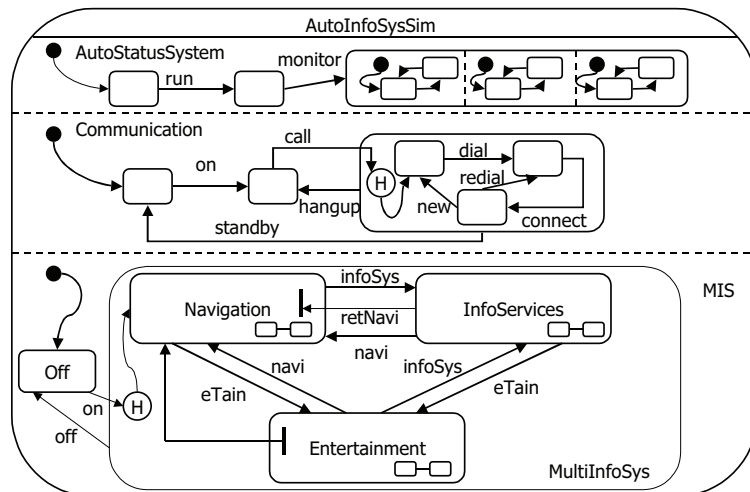 AutoInfoSysSim
AutoStatusSystem
monitor
run
Communication
call
on
dial
redial
H
hangup
new
connect
standby
infoSys
MIS
Navigation
InfoServices
retNavi
navi
Off
navi
infoSys
eTain
eTain
on
H
off
Entertainment
MultiInfoSys